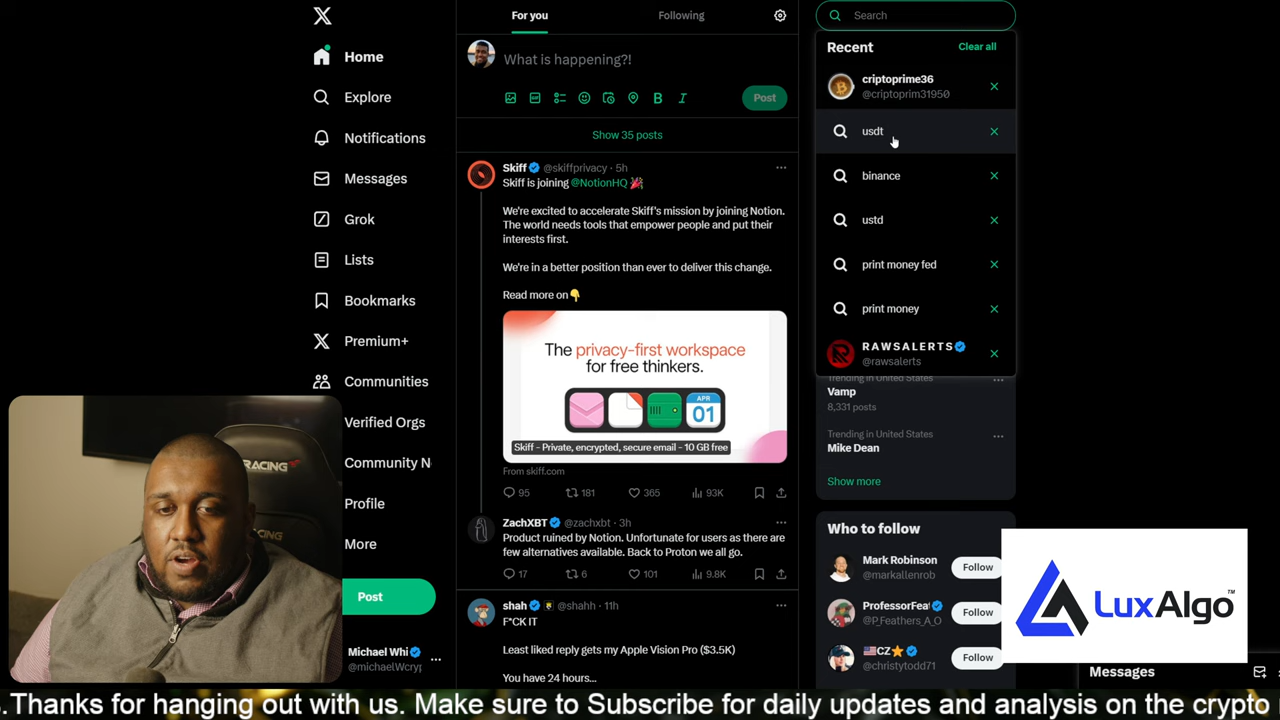 For you
Following
Search
Home
Explore
Notifications
Messages
Grok
Lists
Bookmarks
Premium+
Communities
Verified Orgs
Community N
Profile
More
Post
Michael Whi
@michaelWcryp
What is happening?!
B
I
Post
Show 35 posts
Skiff @skiffprivacy · 5h
Skiff is joining @NotionHQ 🎉
We're excited to accelerate Skiff's mission by joining Notion.
The world needs tools that empower people and put their
interests first.
We're in a better position than ever to deliver this change.
Read more on👇
The privacy-first workspace
for free thinkers.
APR
01
Skiff - Private, encrypted, secure email - 10 GB free
From skiff.com
95
181
365
93K
ZachXBT @zachxbt · 3h
Product ruined by Notion. Unfortunate for users as there are
few alternatives available. Back to Proton we all go.
17
6
101
9.8K
shah @shahh · 11h
F*CK IT
Least liked reply gets my Apple Vision Pro ($3.5K)
You have 24 hours...
Recent
Clear all
criptoprime36
@criptoprim31950
usdt
binance
ustd
print money fed
print money
R A W S A L E R T S
@rawsalerts
Trending in United States
Vamp
8,331 posts
Trending in United States
Mike Dean
Show more
Who to follow
Mark Robinson
@markallenrob
Follow
ProfessorFea
@P_Feathers_A_O
Follow
🇺🇸CZ⭐
@christytodd71
Follow
LuxAlgo™
Messages
RACING
CING
s.Thanks for hanging out with us. Make sure to Subscribe for daily updates and analysis on the crypto